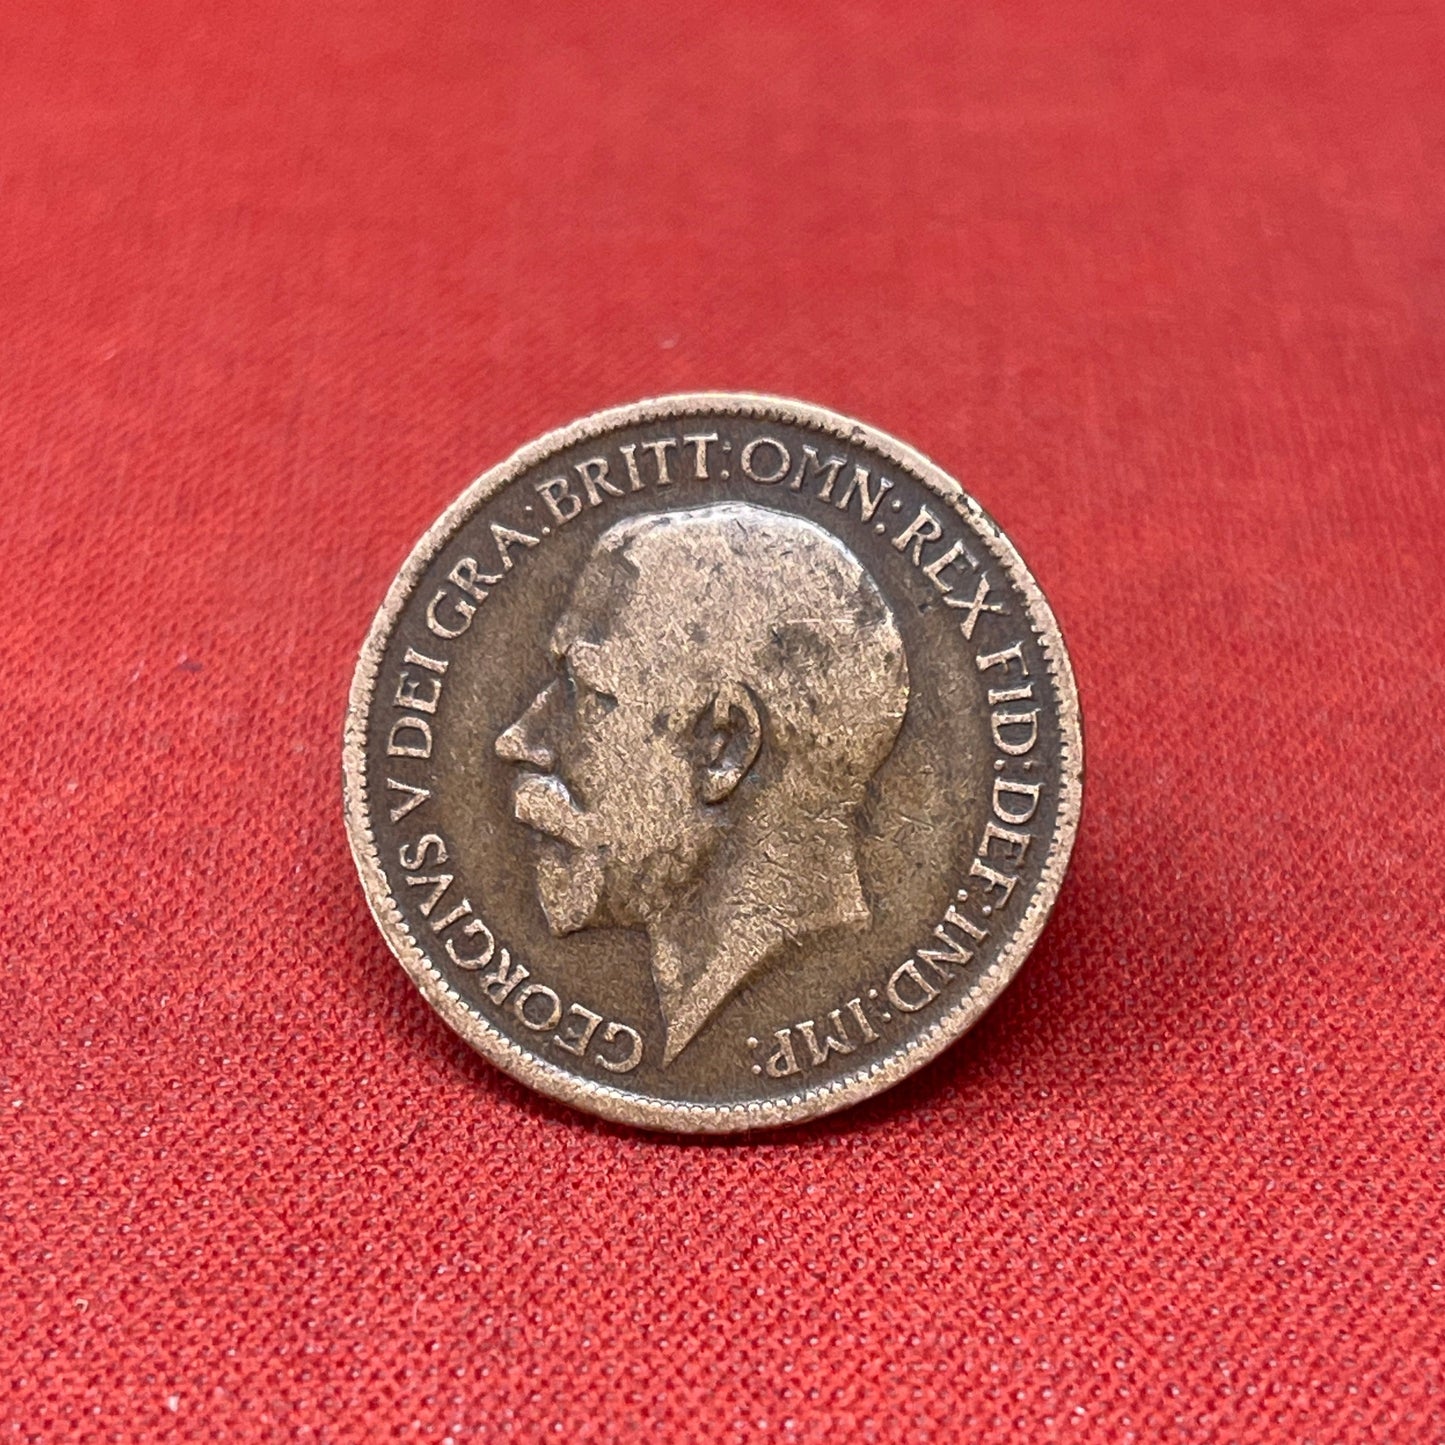 GEORGIVS V DEI GRA: BRITT: OMN: REX FID: DEF: IND: IMP: